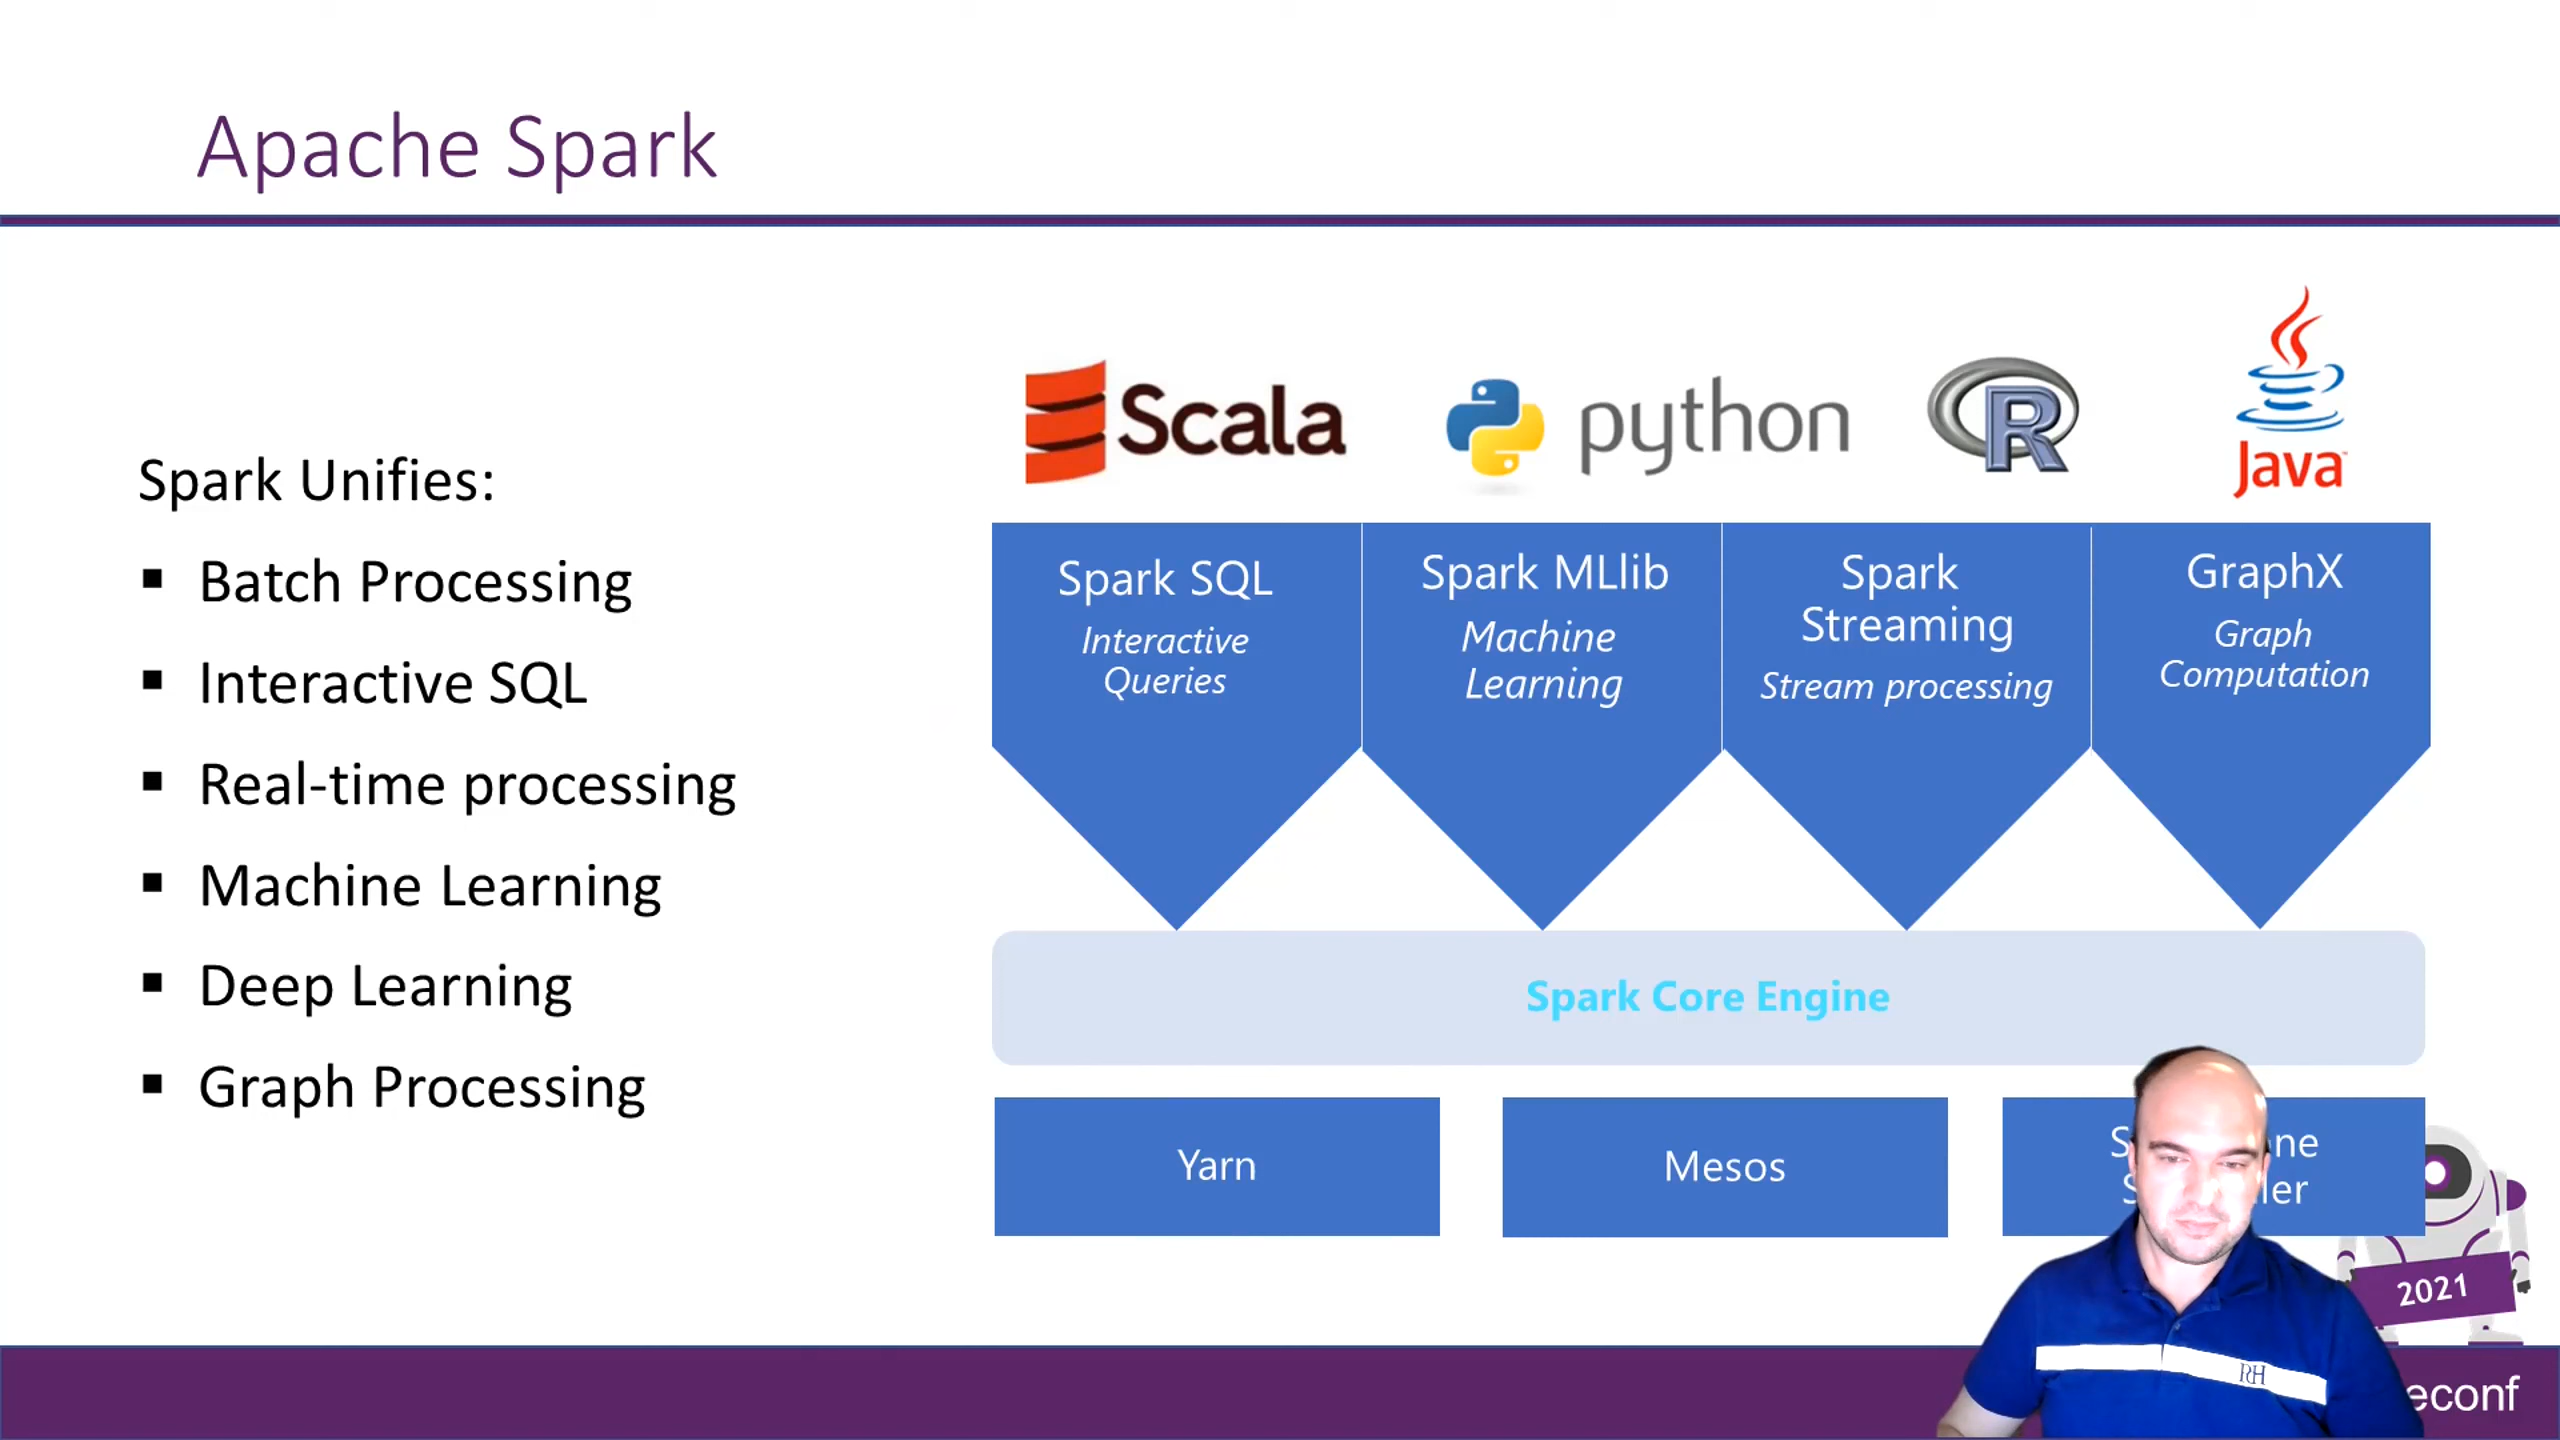 Apache Spark
Spark Unifies:
▪ Batch Processing
▪ Interactive SQL
▪ Real-time processing
▪ Machine Learning
▪ Deep Learning
▪ Graph Processing
Scala
python
R
Java
Spark SQL
Interactive
Queries
Spark MLlib
Machine
Learning
Spark
Streaming
Stream processing
GraphX
Graph
Computation
Spark Core Engine
Yarn
Mesos
2021
RH